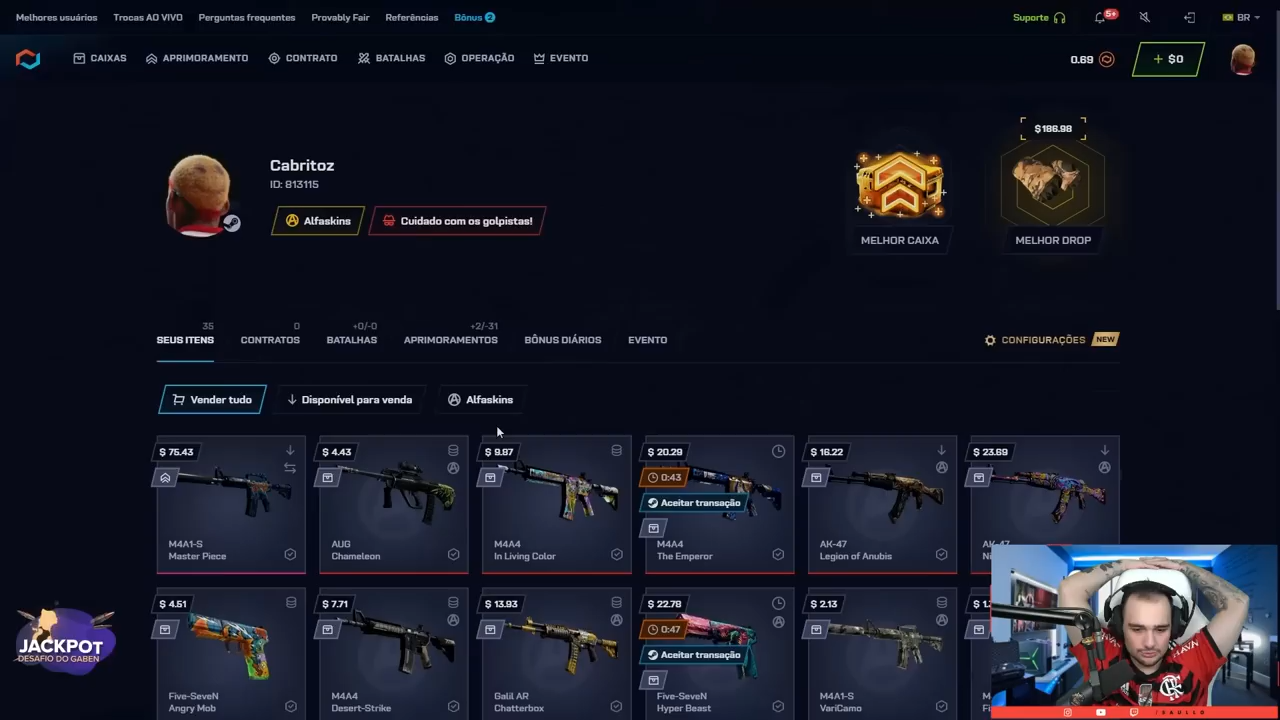 Melhores usuários Trocas AO VIVO Perguntas frequentes Provably Fair Referências Bônus 2 Suporte 5+ BR
CAIXAS APRIMORAMENTO CONTRATO BATALHAS OPERAÇÃO EVENTO 0.69 + $0
$186.98
Cabritoz
ID: 813115
Alfaskins Cuidado com os golpistas!
MELHOR CAIXA MELHOR DROP
35 0 +0/-0 +2/-31
SEUS ITENS CONTRATOS BATALHAS APRIMORAMENTOS BÔNUS DIÁRIOS EVENTO CONFIGURAÇÕES NEW
Vender tudo Disponível para venda Alfaskins
$ 75.43 $ 4.43 $ 9.87 $ 20.29 $ 16.22 $ 23.69
0:43
Aceitar transação
M4A1-S AUG M4A4 M4A4 AK-47
Master Piece Chameleon In Living Color The Emperor Legion of Anubis
$ 4.51 $ 7.71 $ 13.93 $ 22.78 $ 2.13
0:47
Aceitar transação
JACKPOT
DESAFIO DO GABEN
Five-SeveN M4A4 Galil AR Five-SeveN M4A1-S
Angry Mob Desert-Strike Chatterbox Hyper Beast VariCamo
/SAULLO